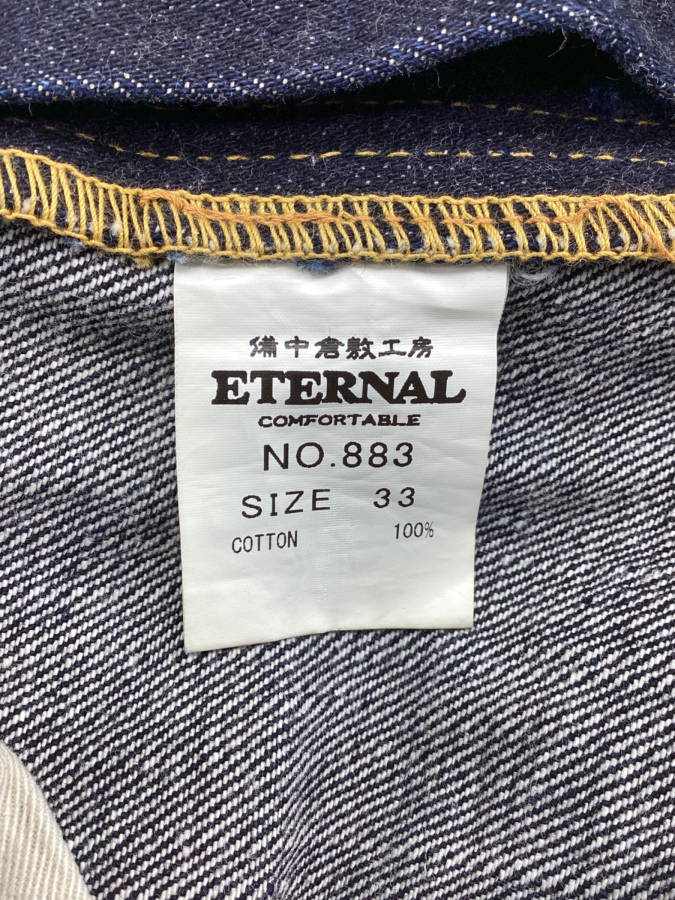 備中倉敷工房
ETERNAL
COMFORTABLE
NO.883
SIZE 33
COTTON 100%